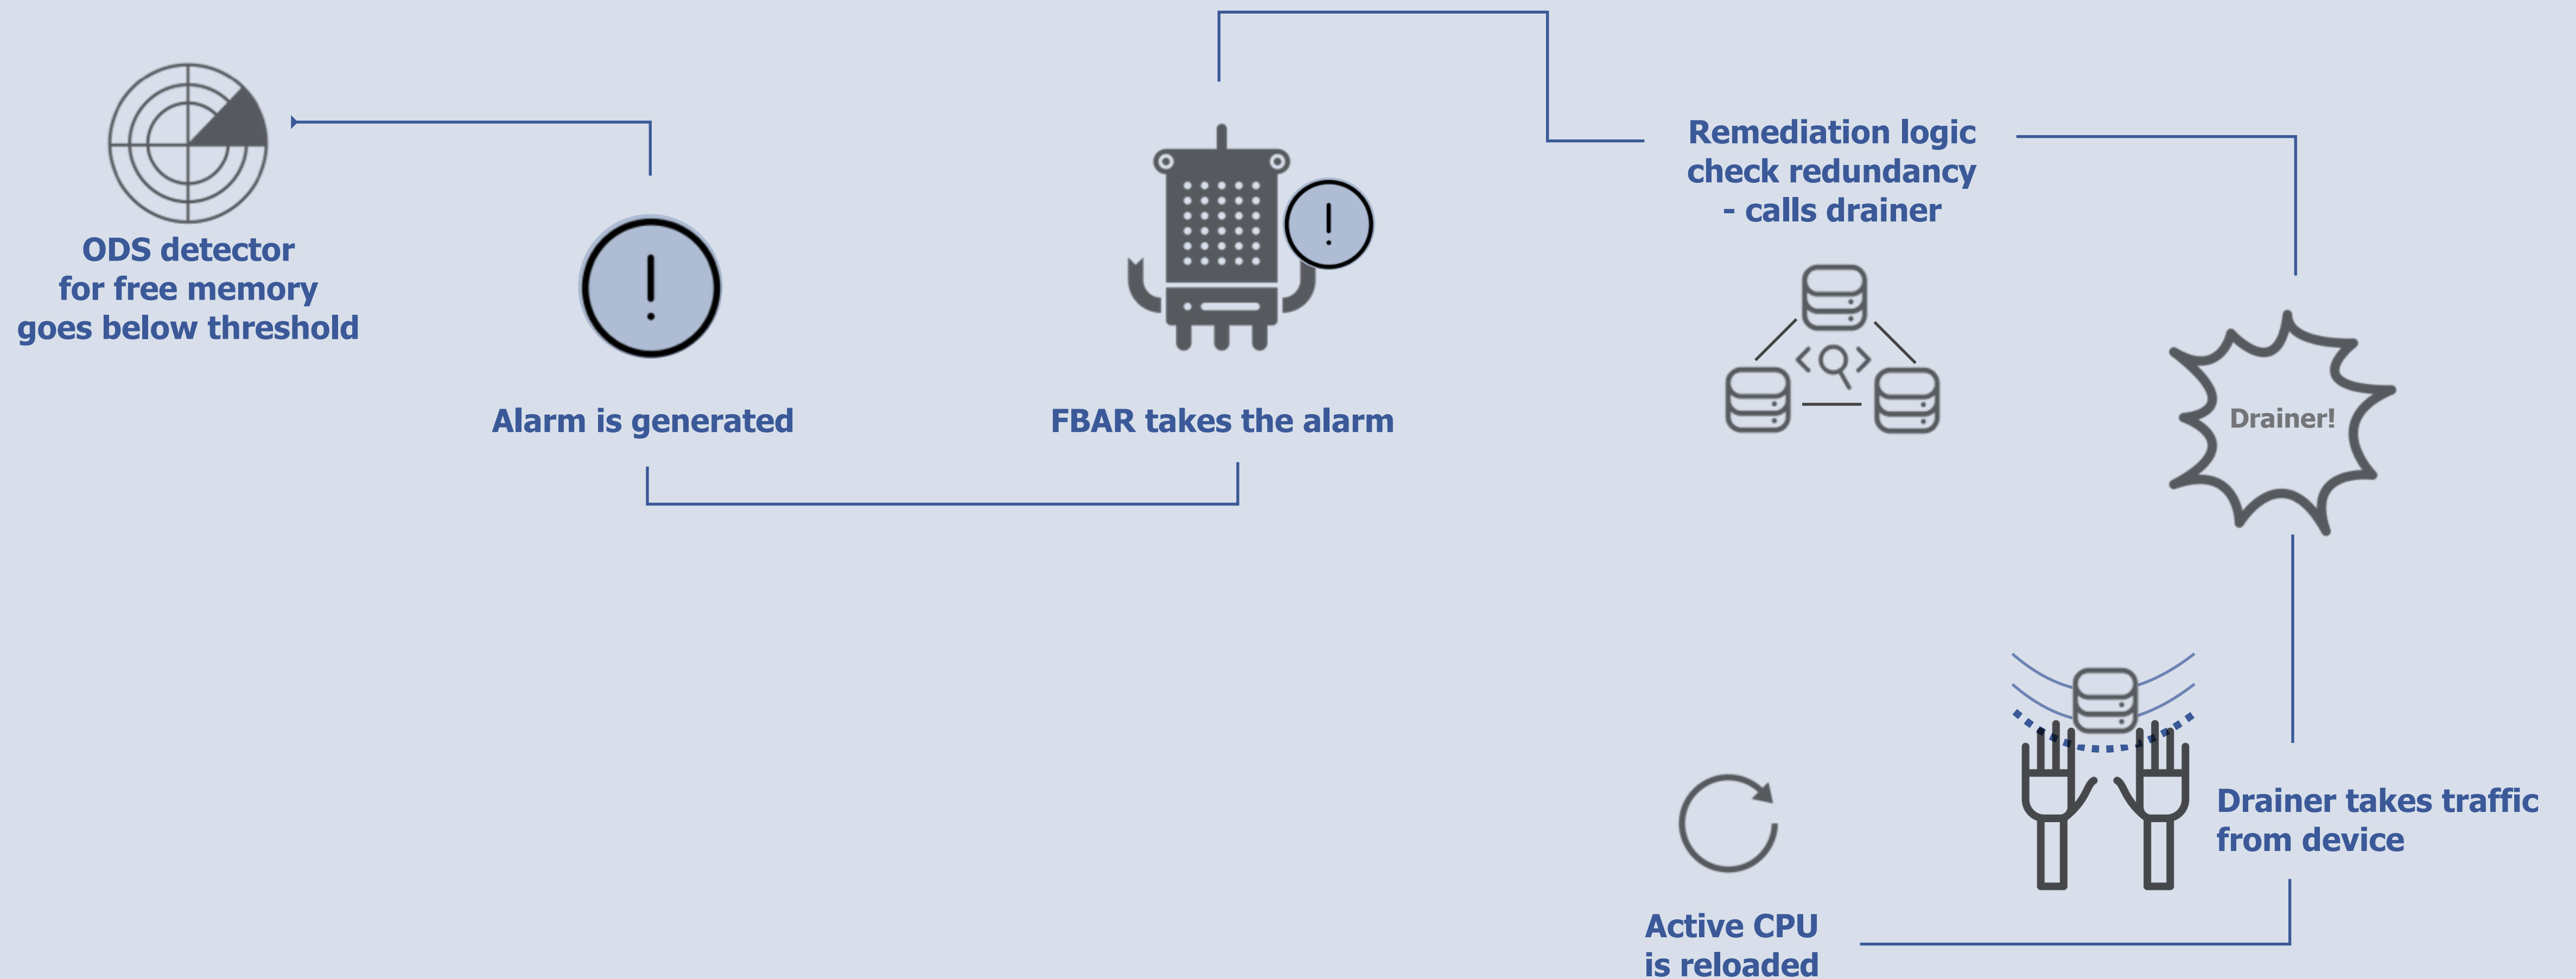 ODS detector
for free memory
goes below threshold
Alarm is generated
FBAR takes the alarm
Remediation logic
check redundancy
- calls drainer
Drainer!
Drainer takes traffic
from device
Active CPU
is reloaded